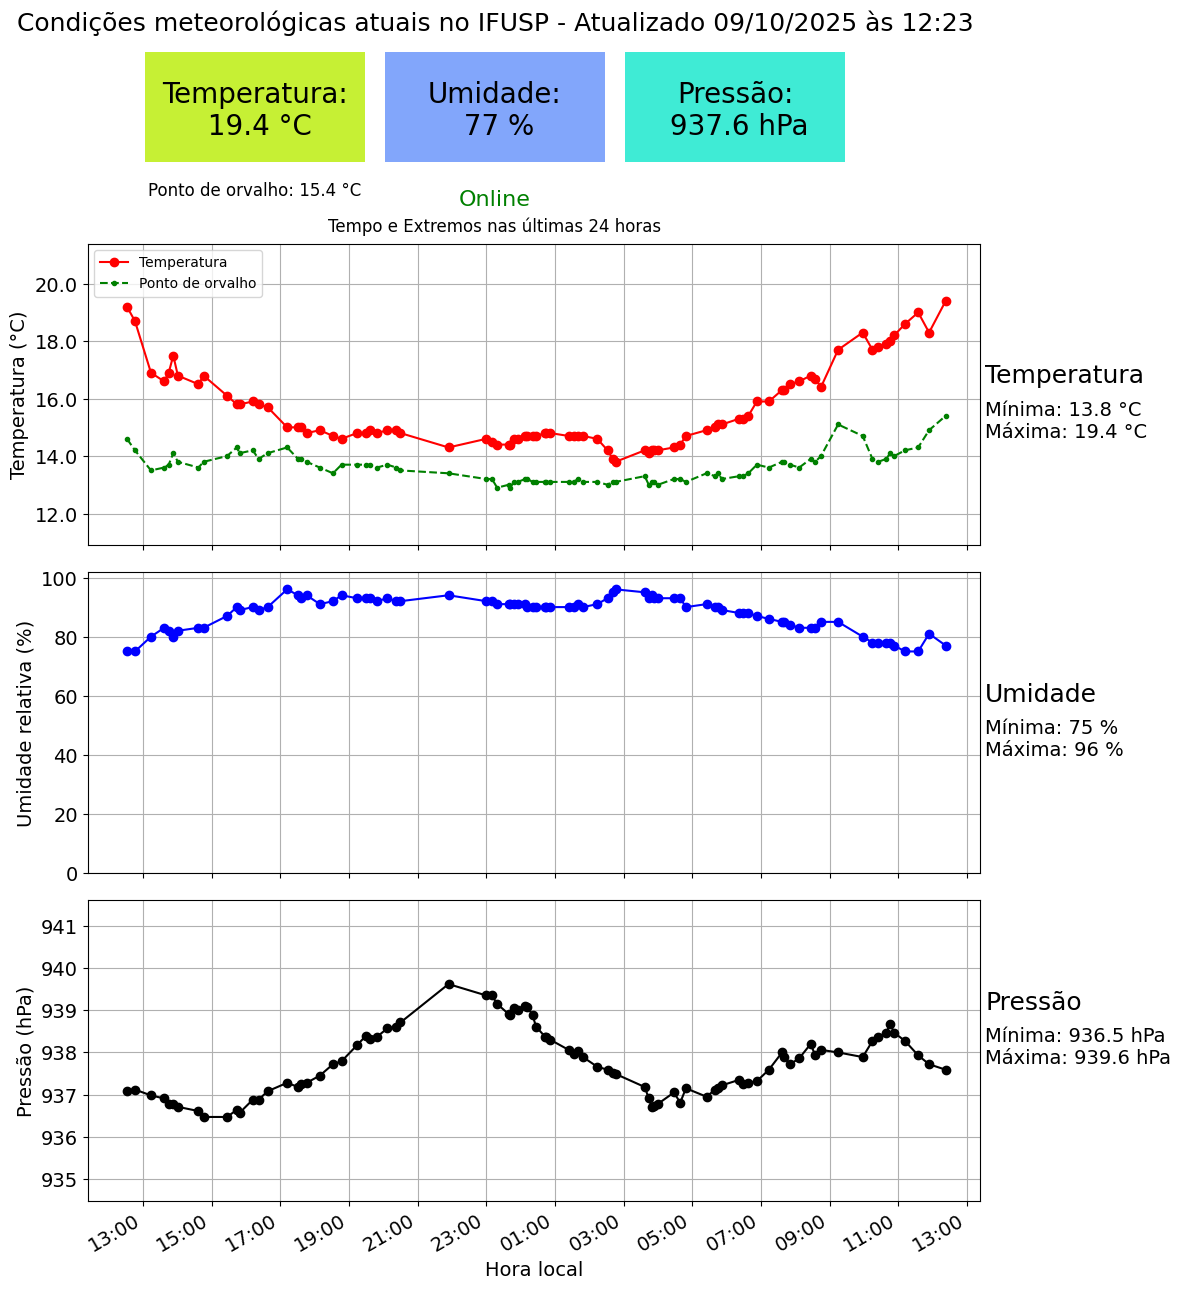 Condições meteorológicas atuais no IFUSP - Atualizado 09/10/2025 às 12:23
Temperatura:
19.4 °C
Umidade:
77 %
Pressão:
937.6 hPa
Ponto de orvalho: 15.4 °C
Online
Tempo e Extremos nas últimas 24 horas
Temperatura
Ponto de orvalho
Temperatura (°C)
20.0
18.0
16.0
14.0
12.0
Temperatura
Mínima: 13.8 °C
Máxima: 19.4 °C
Umidade relativa (%)
100
80
60
40
20
0
Umidade
Mínima: 75 %
Máxima: 96 %
Pressão (hPa)
941
940
939
938
937
936
935
Pressão
Mínima: 936.5 hPa
Máxima: 939.6 hPa
13:00
15:00
17:00
19:00
21:00
23:00
01:00
03:00
05:00
07:00
09:00
11:00
13:00
Hora local